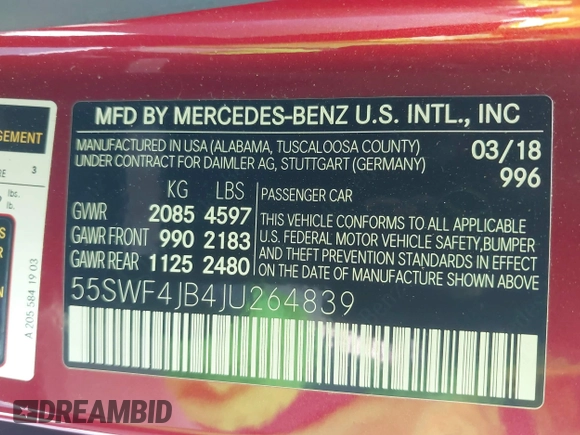 MFD BY MERCEDES-BENZ U.S. INTL., INC
MANUFACTURED IN USA (ALABAMA, TUSCALOOSA COUNTY)
UNDER CONTRACT FOR DAIMLER AG, STUTTGART (GERMANY)
03/18
996
KG LBS
GVWR 2085 4597
GAWR FRONT 990 2183
GAWR REAR 1125 2480
PASSENGER CAR
THIS VEHICLE CONFORMS TO ALL APPLICABLE
U.S. FEDERAL MOTOR VEHICLE SAFETY,BUMPER
AND THEFT PREVENTION STANDARDS IN EFFECT
ON THE DATE OF MANUFACTURE SHOWN ABOVE
55SWF4JB4JU264839
3
lbs.
A 205 584 19 03
DREAMBID